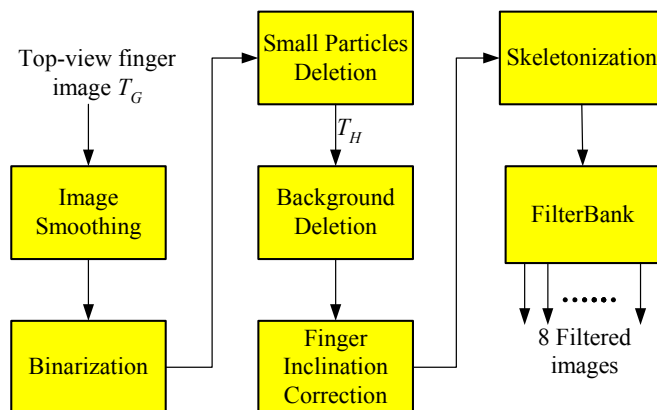 Top-view finger
image T_G
Image
Smoothing
Binarization
Small Particles
Deletion
T_H
Background
Deletion
Finger
Inclination
Correction
Skeletonization
FilterBank
8 Filtered
images